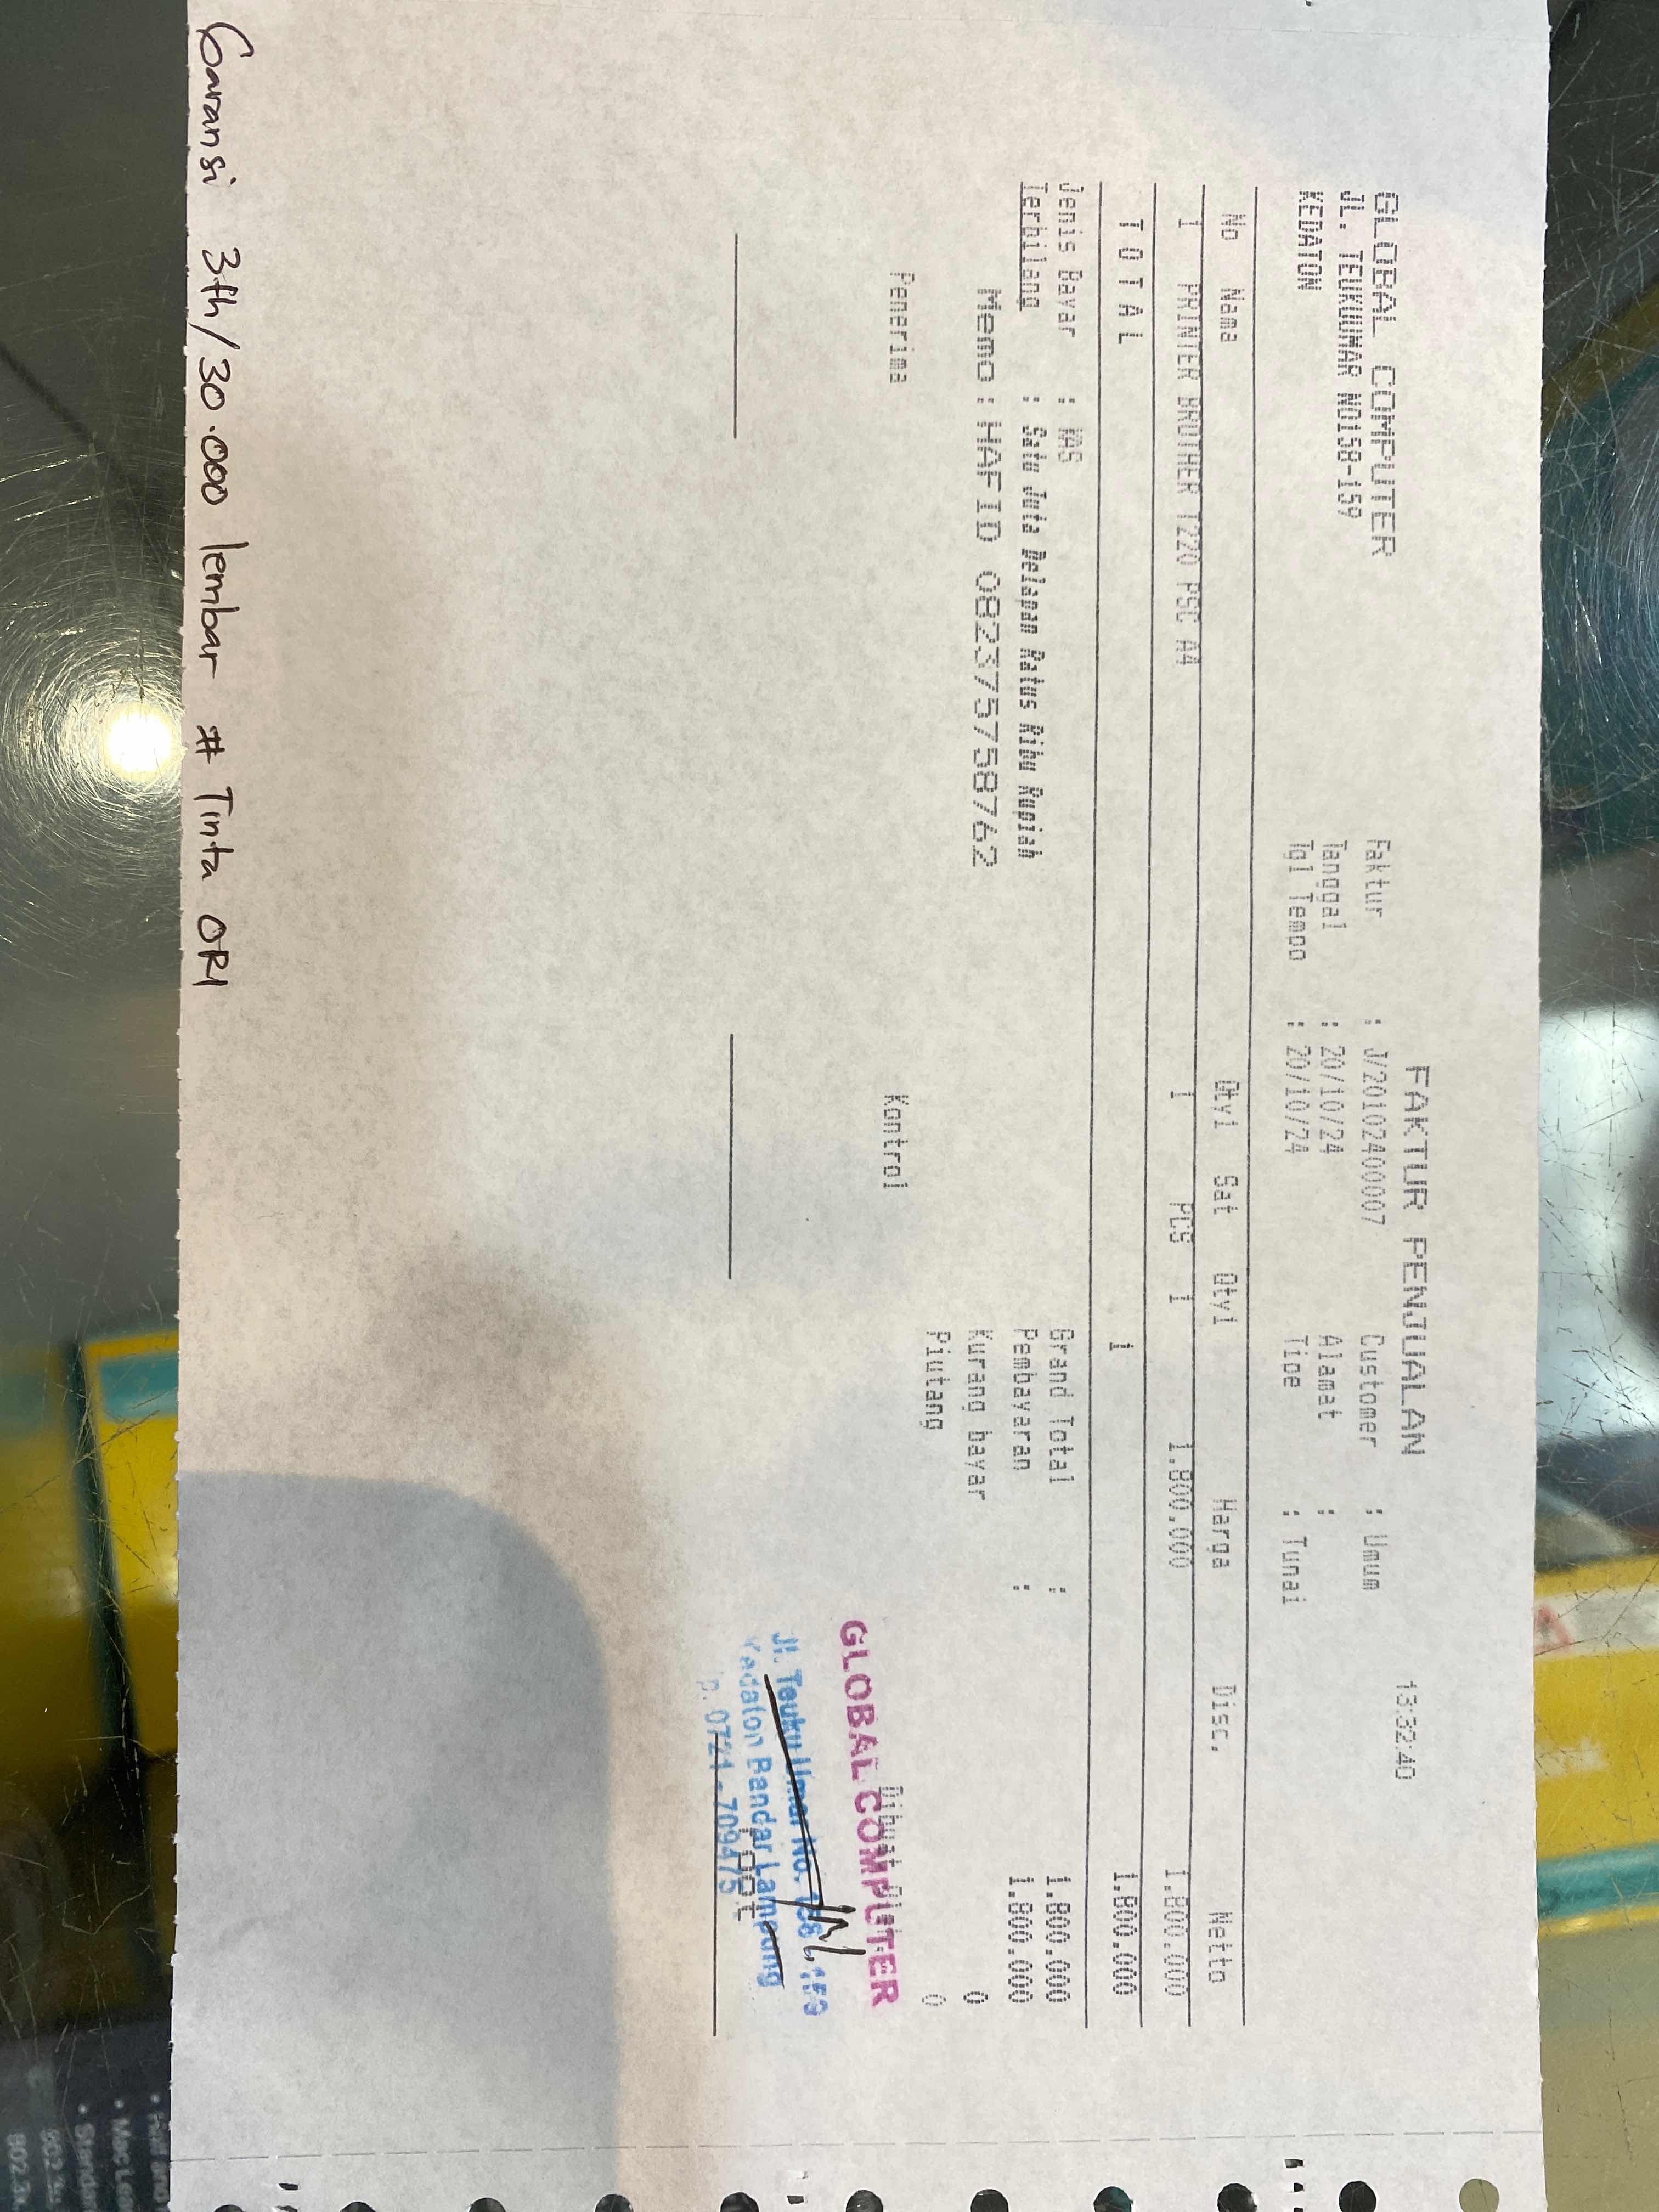 FAKTUR PENJUALAN 13:32:40
GLOBAL COMPUTER
JL. TEUKUUMAR NO158-159
KEDATON
Faktur : J/2010240007 Customer : Umum
Tanggal : 20/10/24 Alamat :
Tgl Tempo : 20/10/24 Tipe : Tunai
No Nama Qty1 Sat Qty1 Harga Disc. Netto
1 PRINTER BROTHER T220 PSC A4 1 PCS 1 1.800.000 1.800.000
T O T A L 1 1.800.000
Jenis Bayar : KAS Grand Total : 1.800.000
Terbilang : Satu Juta Delapan Ratus Ribu Rupiah Pembayaran : 1.800.000
Memo : HAFID 082375758762 Kurang bayar 0
Piutang 0
Penerima Kontrol Dibuat Oleh
GLOBAL COMPUTER
Jl. Teuku Umar No. 158 - 159
Kedaton Bandar Lampung
0721 - 709475
Garansi 3th/30.000 lembar # Tinta ORI
802.3x